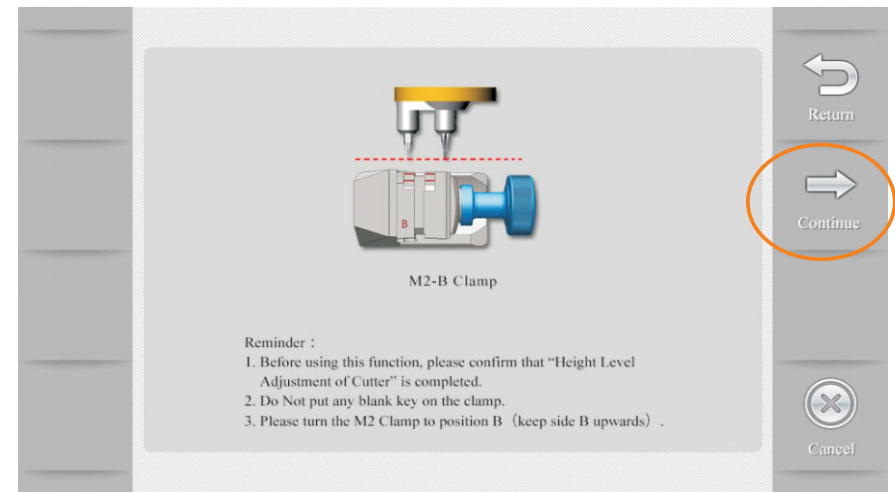 Return
B
Continue
M2-B Clamp
Reminder :
1. Before using this function, please confirm that “Height Level
Adjustment of Cutter” is completed.
2. Do Not put any blank key on the clamp.
3. Please turn the M2 Clamp to position B (keep side B upwards) .
Cancel